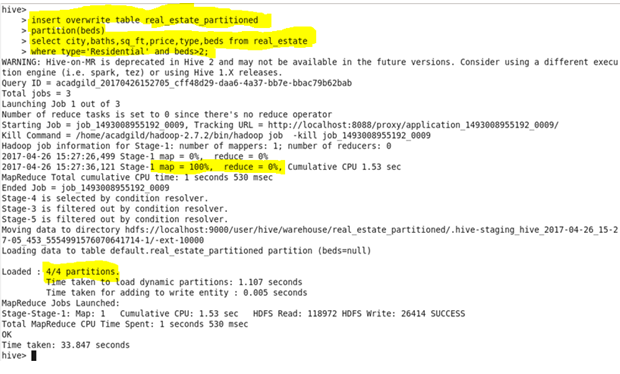 hive>
> insert overwrite table real_estate_partitioned
> partition(beds)
> select city,baths,sq_ft,price,type,beds from real_estate
> where type='Residential' and beds>2;
WARNING: Hive-on-MR is deprecated in Hive 2 and may not be available in the future versions. Consider using a different execu
tion engine (i.e. spark, tez) or using Hive 1.X releases.
Query ID = acadgild_20170426152705_cff48d29-daa6-4a37-bb7e-bbac79b62bab
Total jobs = 3
Launching Job 1 out of 3
Number of reduce tasks is set to 0 since there's no reduce operator
Starting Job = job_1493008955192_0009, Tracking URL = http://localhost:8088/proxy/application_1493008955192_0009/
Kill Command = /home/acadgild/hadoop-2.7.2/bin/hadoop job  -kill job_1493008955192_0009
Hadoop job information for Stage-1: number of mappers: 1; number of reducers: 0
2017-04-26 15:27:26,499 Stage-1 map = 0%,  reduce = 0%
2017-04-26 15:27:36,121 Stage-1 map = 100%,  reduce = 0%, Cumulative CPU 1.53 sec
MapReduce Total cumulative CPU time: 1 seconds 530 msec
Ended Job = job_1493008955192_0009
Stage-4 is selected by condition resolver.
Stage-3 is filtered out by condition resolver.
Stage-5 is filtered out by condition resolver.
Moving data to directory hdfs://localhost:9000/user/hive/warehouse/real_estate_partitioned/.hive-staging_hive_2017-04-26_15-2
7-05_453_5554991576070641714-1/-ext-10000
Loading data to table default.real_estate_partitioned partition (beds=null)
Loaded : 4/4 partitions.
Time taken to load dynamic partitions: 1.107 seconds
Time taken for adding to write entity : 0.005 seconds
MapReduce Jobs Launched:
Stage-Stage-1: Map: 1   Cumulative CPU: 1.53 sec   HDFS Read: 118972 HDFS Write: 26414 SUCCESS
Total MapReduce CPU Time Spent: 1 seconds 530 msec
OK
Time taken: 33.847 seconds
hive>